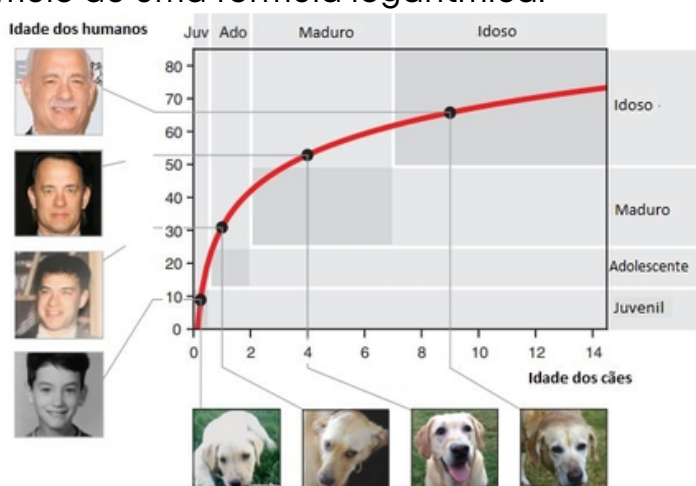 meio de uma fórmula logarítmica.
Idade dos humanos
Juv Ado Maduro Idoso
80
70
60
50
40
30
20
10
0
0 2 4 6 8 10 12 14
Idoso
Maduro
Adolescente
Juvenil
Idade dos cães